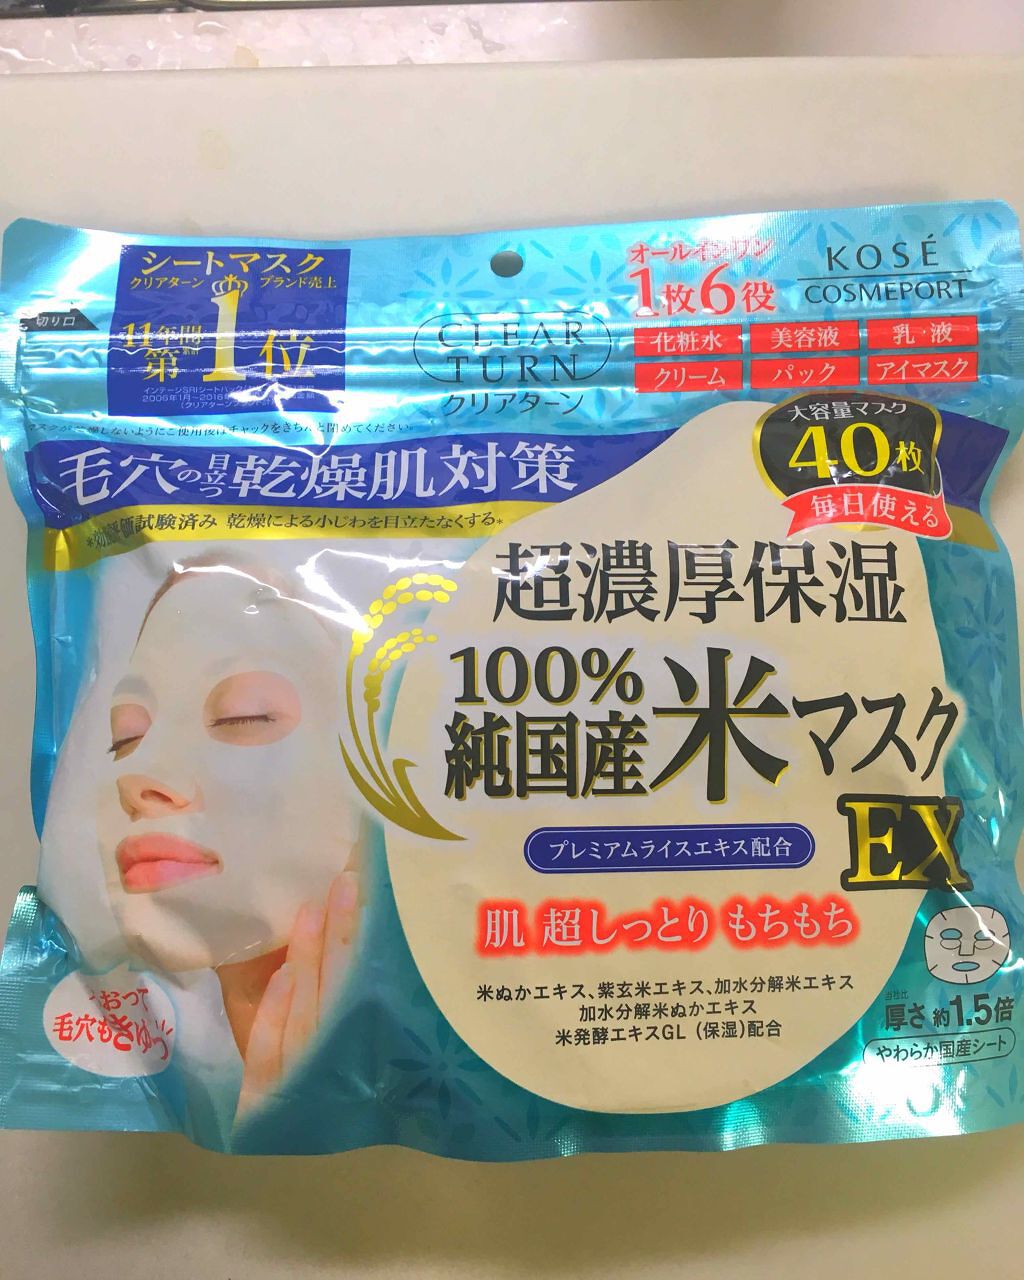 シートマスク
クリアターン ブランド売上
11年間
第1位
切り口
CLEAR
TURN
クリアターン
オールインワン
1枚6役
化粧水 美容液 乳液
クリーム パック アイマスク
KOSÉ
COSMEPORT
毛穴の目立つ乾燥肌対策
試験済み 乾燥による小じわを目立たなくする*
大容量マスク
40枚
毎日使える
超濃厚保湿
100%
純国産米マスク
EX
プレミアムライスエキス配合
肌 超しっとり もちもち
米ぬかエキス、紫玄米エキス、加水分解米エキス
加水分解米ぬかエキス
米発酵エキスGL (保湿)配合
おって
毛穴もきゅっ
当社比
厚さ 約1.5倍
やわらか国産シート